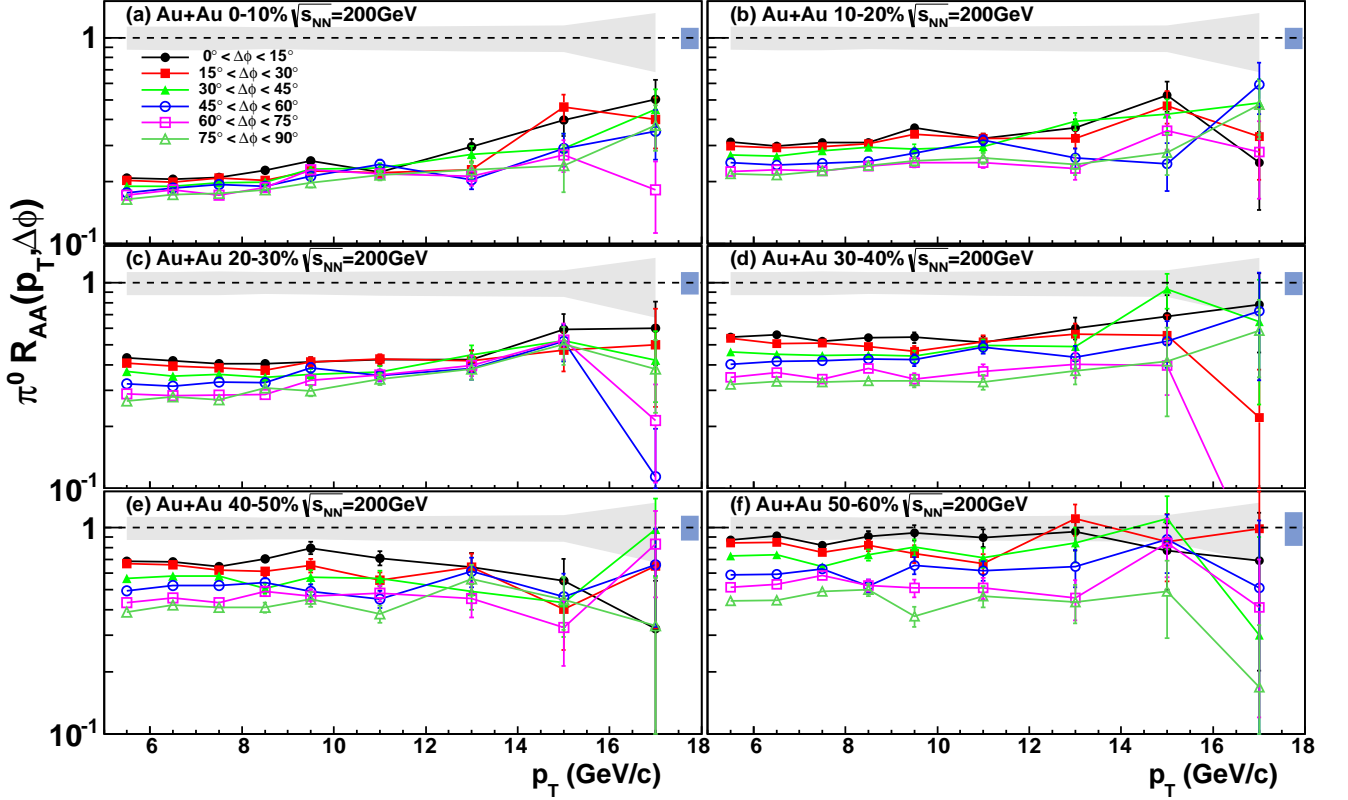 (a) Au+Au 0-10% √sNN=200GeV
(b) Au+Au 10-20% √sNN=200GeV
1
0° < Δϕ < 15°
15° < Δϕ < 30°
30° < Δϕ < 45°
45° < Δϕ < 60°
60° < Δϕ < 75°
75° < Δϕ < 90°
10⁻¹
(c) Au+Au 20-30% √sNN=200GeV
(d) Au+Au 30-40% √sNN=200GeV
1
π⁰ RAA(pT,Δϕ)
10⁻¹
(e) Au+Au 40-50% √sNN=200GeV
(f) Au+Au 50-60% √sNN=200GeV
1
10⁻¹
6 8 10 12 14 16 18
6 8 10 12 14 16 18
pT (GeV/c)
pT (GeV/c)